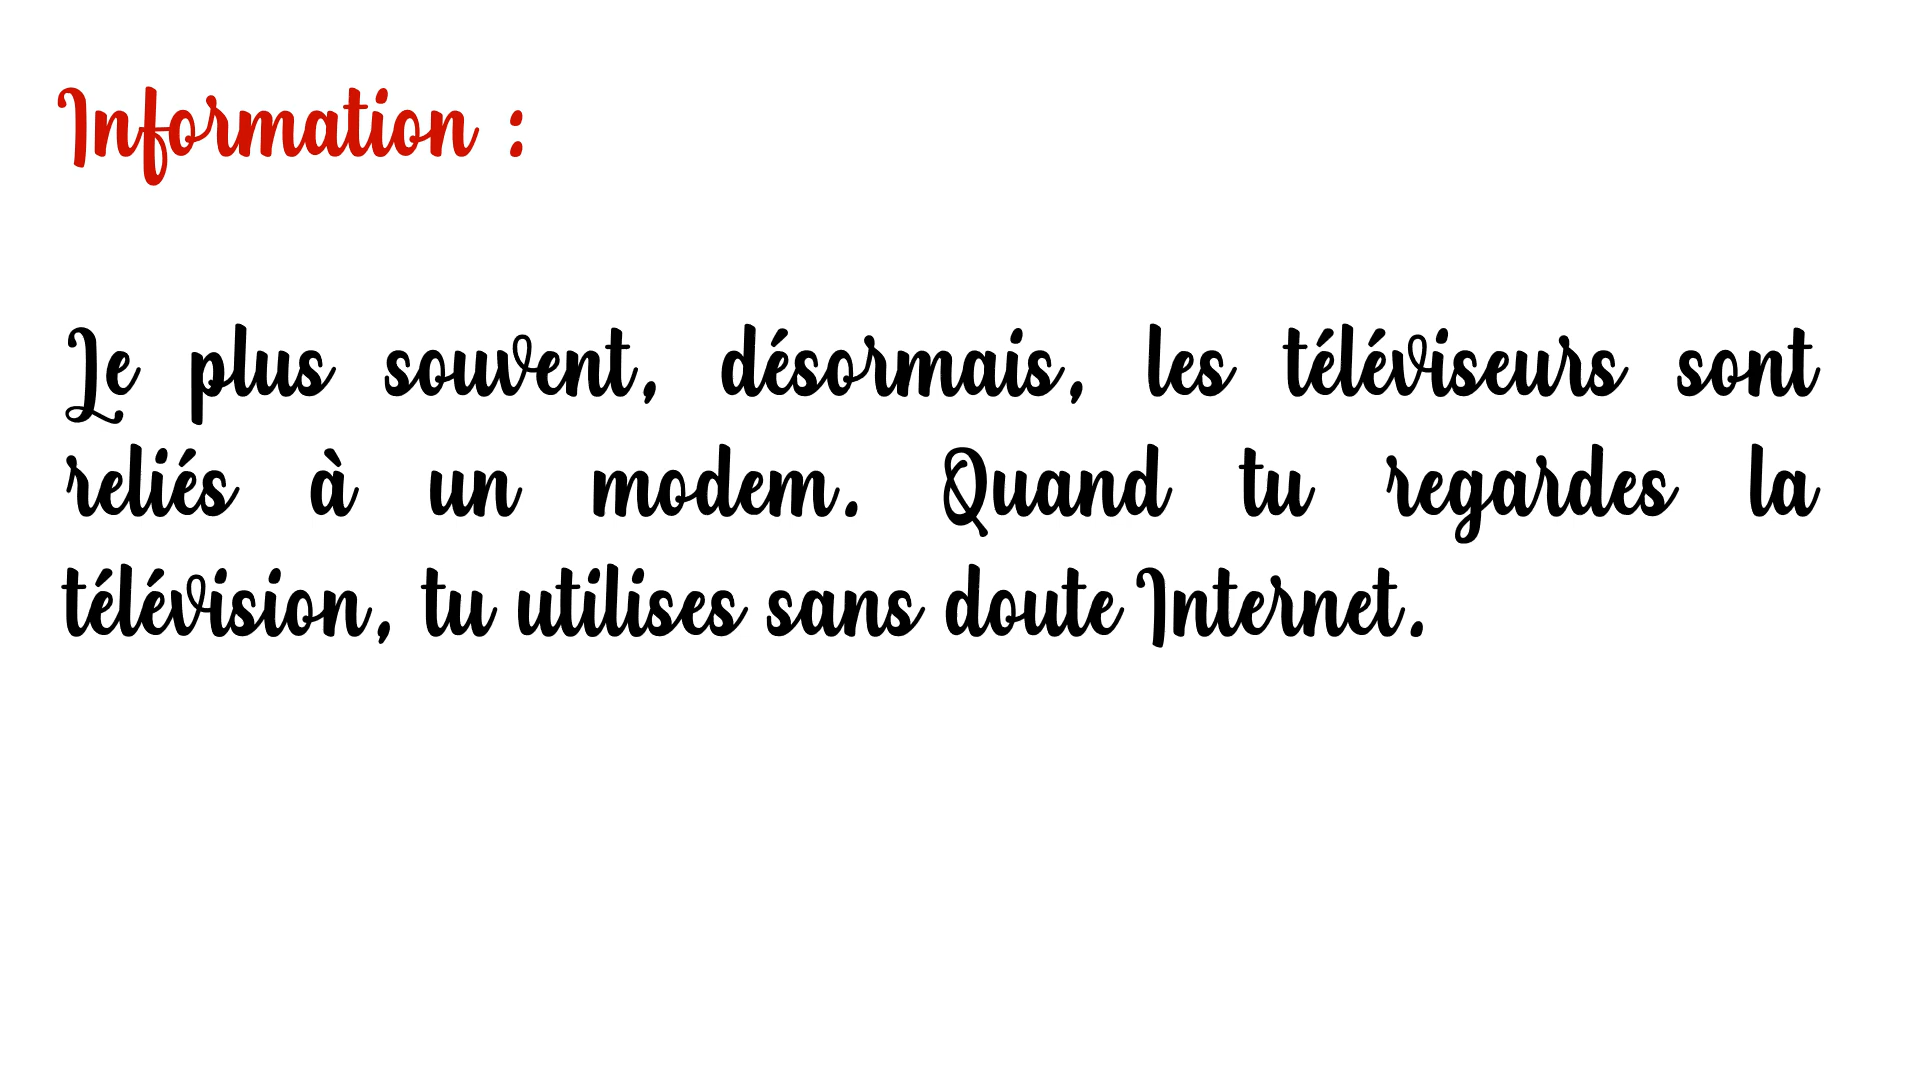 Information :
Le plus souvent, désormais, les téléviseurs sont
reliés à un modem. Quand tu regardes la
télévision, tu utilises sans doute Internet.